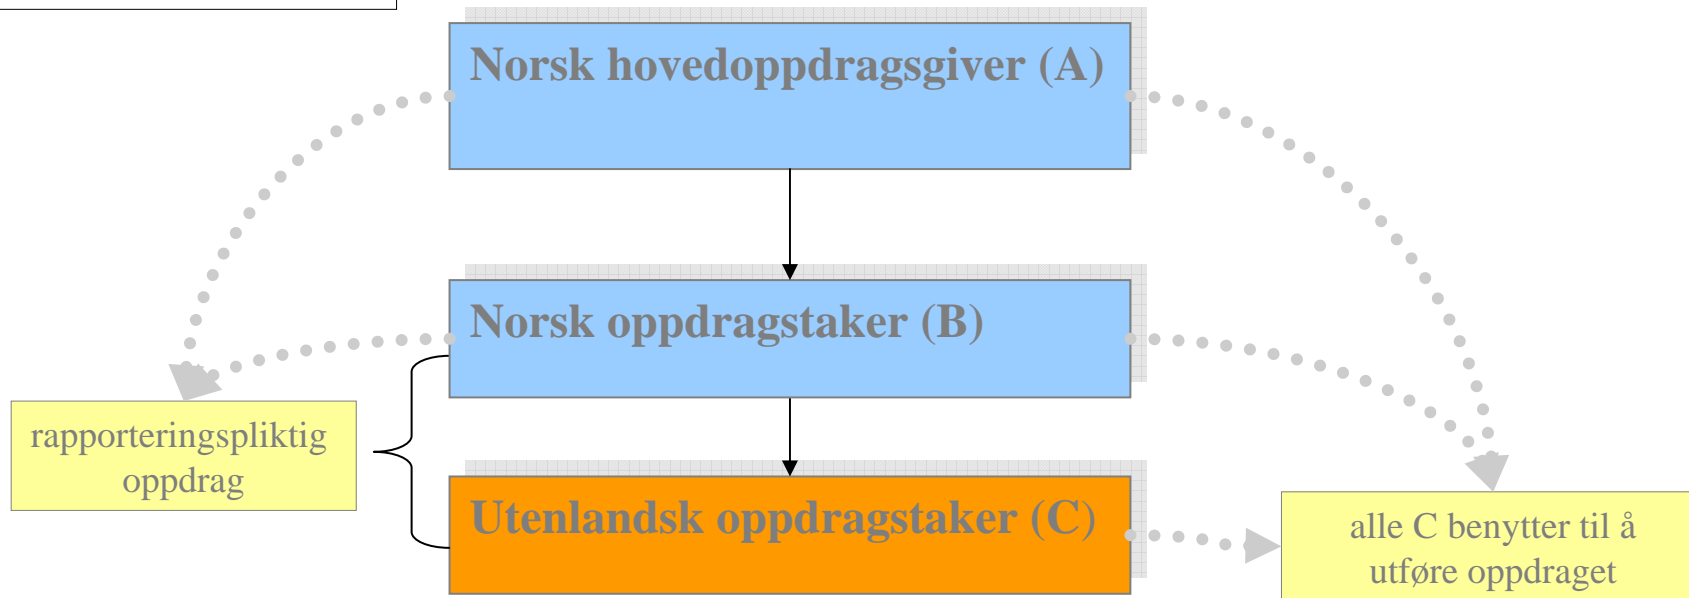 Norsk hovedoppdragsgiver (A)
Norsk oppdragstaker (B)
rapporteringspliktig
oppdrag
Utenlandsk oppdragstaker (C)
alle C benytter til å
utføre oppdraget